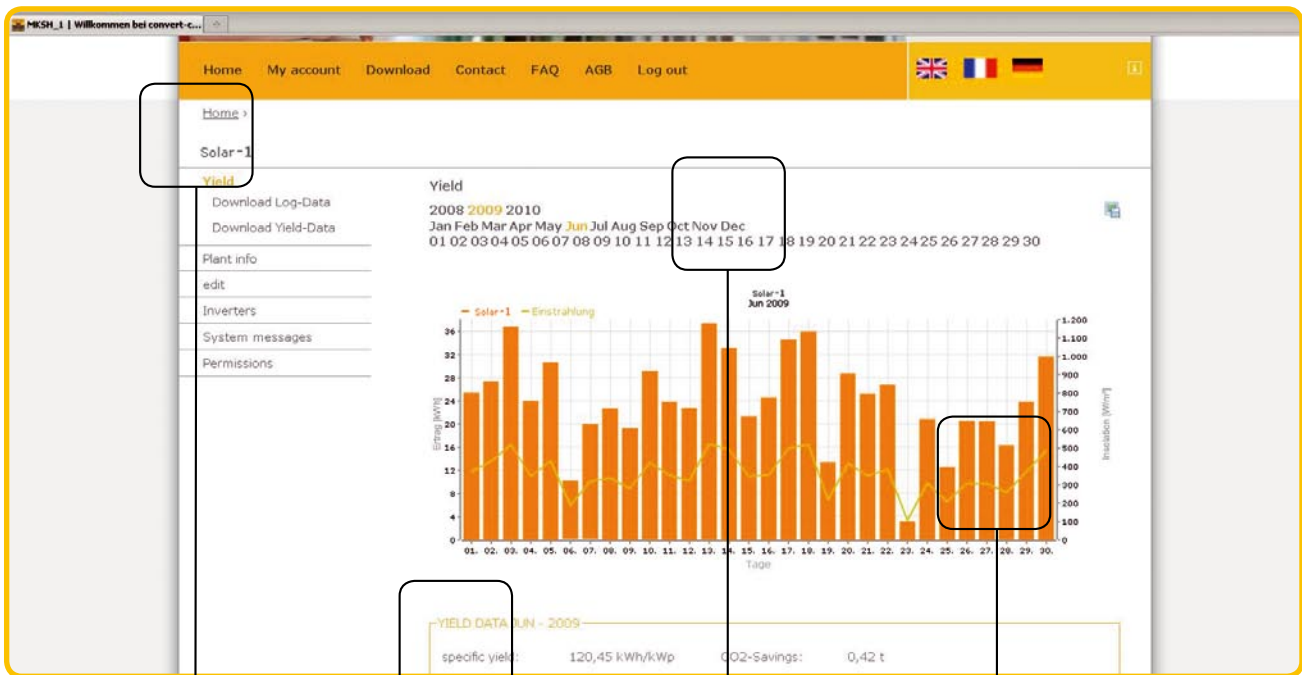 MKSH_1 | Willkommen bei convert-c...
Home My account Download Contact FAQ AGB Log out
Home >
Solar-1
Yield
Download Log-Data
Download Yield-Data
Plant info
edit
Inverters
System messages
Permissions
Yield
2008 2009 2010
Jan Feb Mar Apr May Jun Jul Aug Sep Oct Nov Dec
01 02 03 04 05 06 07 08 09 10 11 12 13 14 15 16 17 18 19 20 21 22 23 24 25 26 27 28 29 30
Solar-1
Jun 2009
Solar-1 Einstrahlung
Ertrag [kWh]
36
32
28
24
20
16
12
8
4
0
1.200
1.100
1.000
900
800
700
600
500
400
300
200
100
0
Insolation [W/m²]
01. 02. 03. 04. 05. 06. 07. 08. 09. 10. 11. 12. 13. 14. 15. 16. 17. 18. 19. 20. 21. 22. 23. 24. 25. 26. 27. 28. 29. 30.
Tage
YIELD DATA JUN - 2009
specific yield: 120,45 kWh/kWp CO2-Savings: 0,42 t